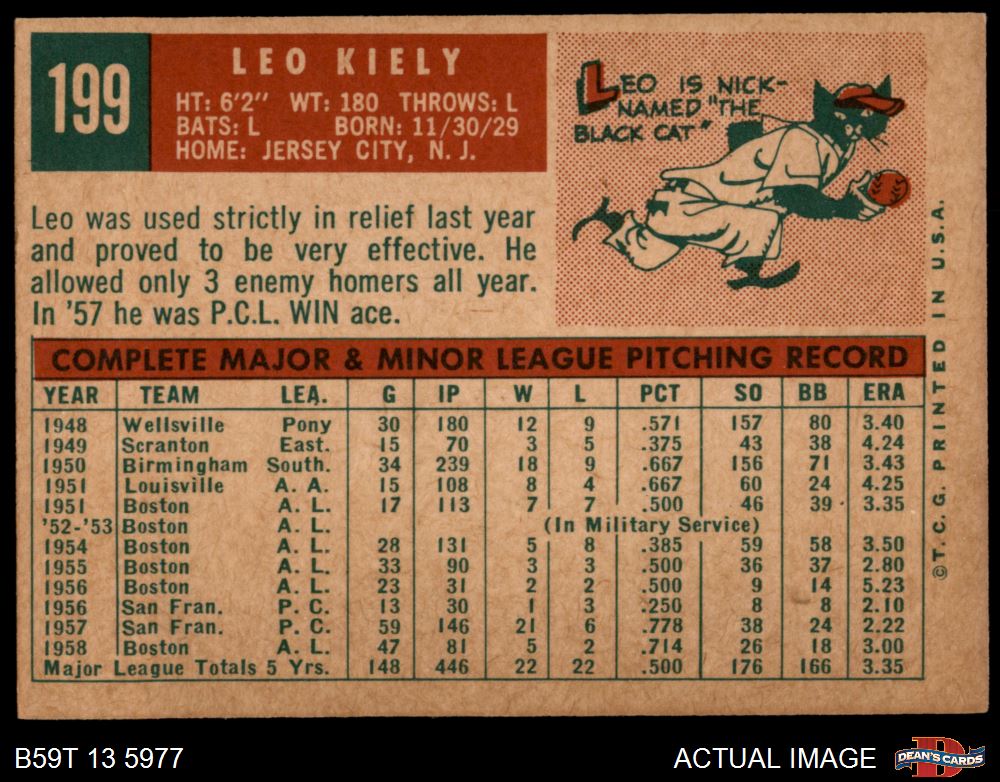 199
LEO KIELY
HT: 6'2" WT: 180 THROWS: L
BATS: L BORN: 11/30/29
HOME: JERSEY CITY, N. J.
LEO IS NICK-
NAMED "THE
BLACK CAT"
Leo was used strictly in relief last year
and proved to be very effective. He
allowed only 3 enemy homers all year.
In '57 he was P.C.L. WIN ace.
COMPLETE MAJOR & MINOR LEAGUE PITCHING RECORD
YEAR TEAM LEA. G IP W L PCT SO BB ERA
1948 Wellsville Pony 30 180 12 9 .571 157 80 3.40
1949 Scranton East. 15 70 3 5 .375 43 38 4.24
1950 Birmingham South. 34 239 18 9 .667 156 71 3.43
1951 Louisville A. A. 15 108 8 4 .667 60 24 4.25
1951 Boston A. L. 17 113 7 7 .500 46 39 3.35
'52-'53 Boston A. L. (In Military Service)
1954 Boston A. L. 28 131 5 8 .385 59 58 3.50
1955 Boston A. L. 33 90 3 3 .500 36 37 2.80
1956 Boston A. L. 23 31 2 2 .500 9 14 5.23
1956 San Fran. P. C. 13 30 1 3 .250 8 8 2.10
1957 San Fran. P. C. 59 146 21 6 .778 38 24 2.22
1958 Boston A. L. 47 81 5 2 .714 26 18 3.00
Major League Totals 5 Yrs. 148 446 22 22 .500 176 166 3.35
©T.C.G. PRINTED IN U.S.A.
B59T 13 5977
ACTUAL IMAGE
D
DEAN'S CARDS